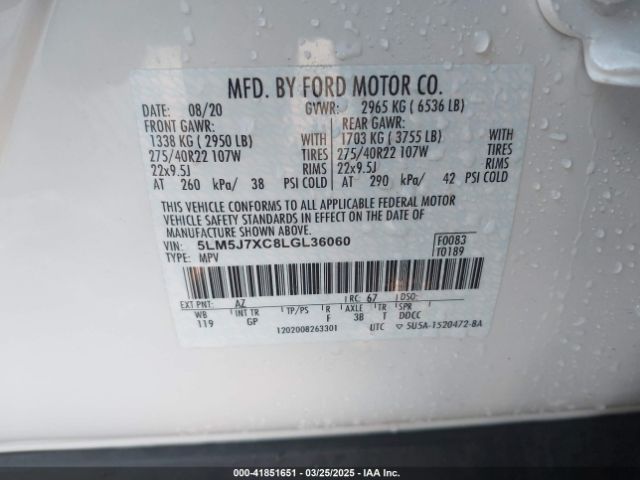 MFD. BY FORD MOTOR CO.
DATE: 08/20 GVWR: 2965 KG ( 6536 LB)
FRONT GAWR: REAR GAWR:
1338 KG ( 2950 LB) WITH 1703 KG ( 3755 LB) WITH
275/40R22 107W TIRES 275/40R22 107W TIRES
22x9.5J RIMS 22x9.5J RIMS
AT 260 kPa/ 38 PSI COLD AT 290 kPa/ 42 PSI COLD
THIS VEHICLE CONFORMS TO ALL APPLICABLE FEDERAL MOTOR
VEHICLE SAFETY STANDARDS IN EFFECT ON THE DATE OF
MANUFACTURE SHOWN ABOVE.
VIN: 5LM5J7XC8LGL36060 F0083
TYPE: MPV T0189
EXT PNT: AZ RC: 67 DSO:
WB INT TR TP/PS R AXLE TR SPR
119 GP F 3B T DDCC
1202008263301 UTC 5U5A-1520472-BA
000-41851651 | 03/25/2025 | IAA Inc.